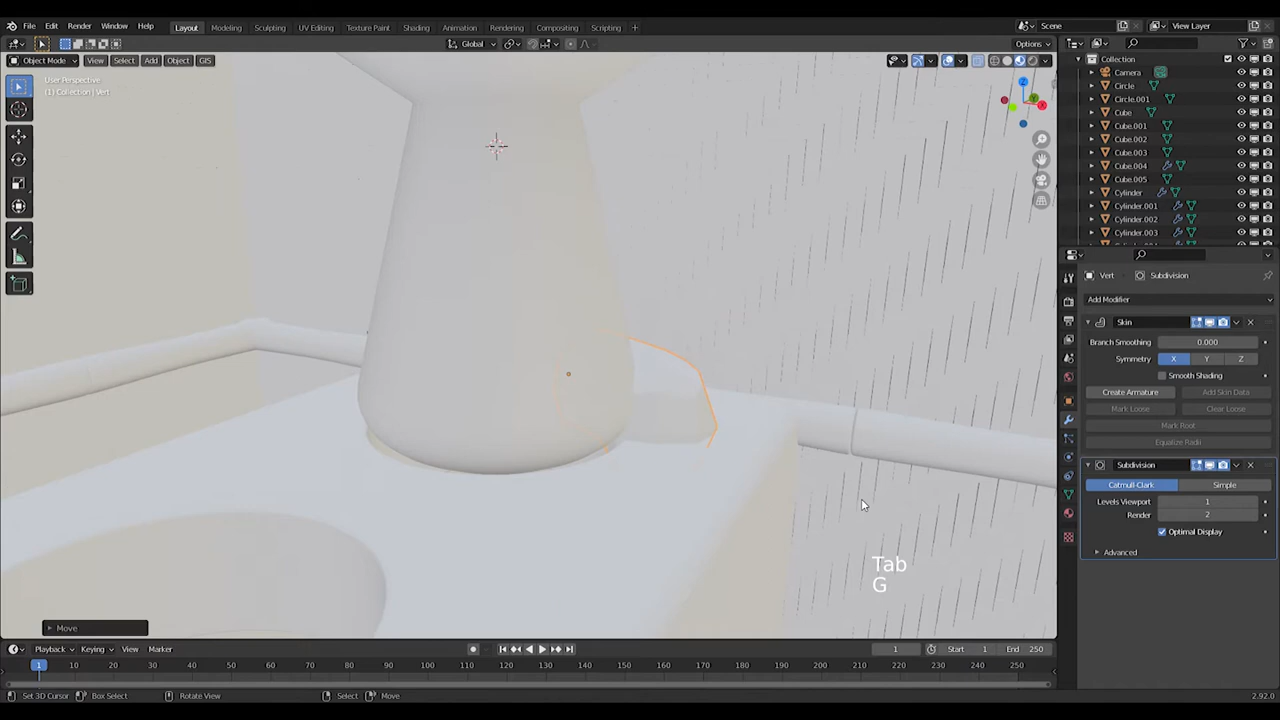 File Edit Render Window Help
Layout Modeling Sculpting UV Editing Texture Paint Shading Animation Rendering Compositing Scripting +
Scene
View Layer
Global
Options
Object Mode View Select Add Object GIS
User Perspective
(1) Collection | Vert
Z
X
Collection
Camera
Circle
Circle.001
Cube
Cube.001
Cube.002
Cube.003
Cube.004
Cube.005
Cylinder
Cylinder.001
Cylinder.002
Cylinder.003
Vert
Subdivision
Add Modifier
Skin
Branch Smoothing 0.000
Symmetry X Y Z
Smooth Shading
Create Armature Add Skin Data
Mark Loose Clear Loose
Mark Root
Equalize Radii
Subdivision
Catmull-Clark Simple
Levels Viewport 1
Render 2
Optimal Display
Advanced
Tab
G
Move
Playback Keying View Marker
1
Start 1
End 250
1 10 20 30 40 50 60 70 80 90 100 110 120 130 140 150 160 170 180 190 200 210 220 230 240 250
Set 3D Cursor Box Select Rotate View Select Move
2.92.0